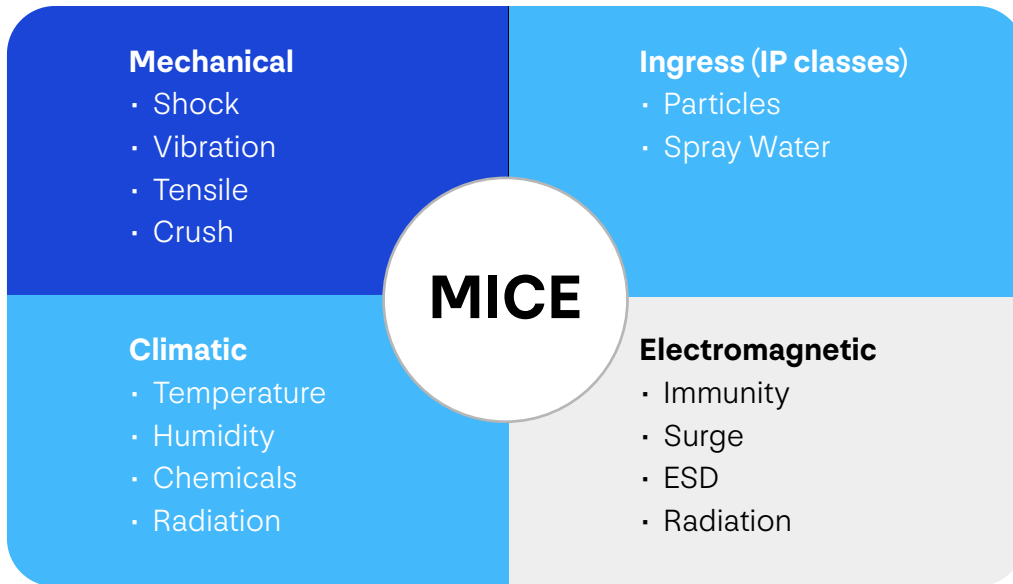 Mechanical
· Shock
· Vibration
· Tensile
· Crush
Ingress (IP classes)
· Particles
· Spray Water
MICE
Climatic
· Temperature
· Humidity
· Chemicals
· Radiation
Electromagnetic
· Immunity
· Surge
· ESD
· Radiation